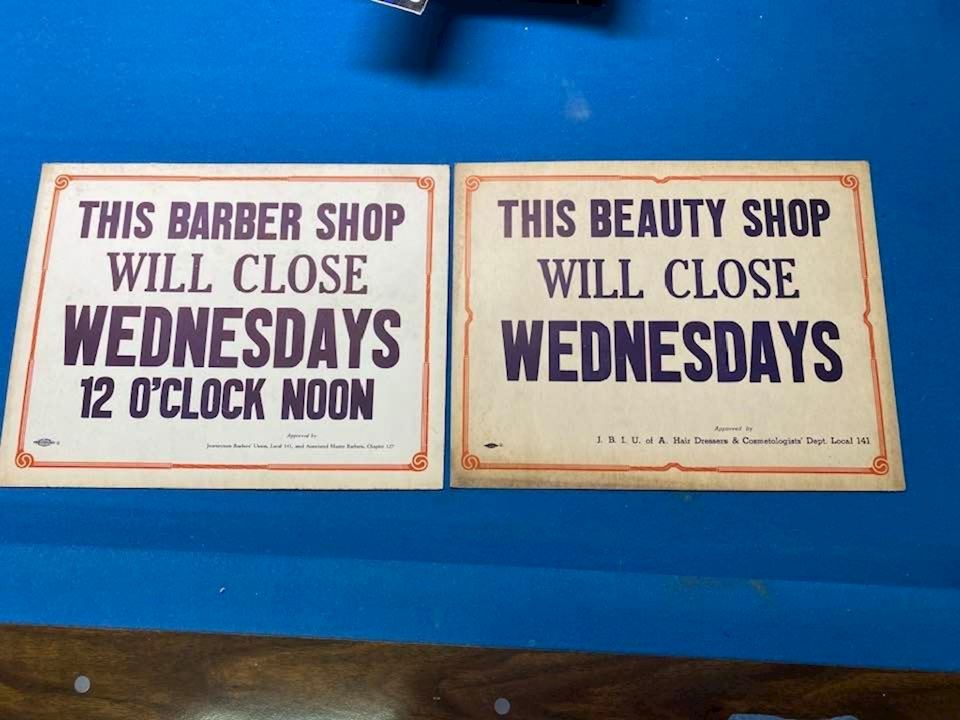 THIS BARBER SHOP
WILL CLOSE
WEDNESDAYS
12 O'CLOCK NOON
Approved by
Journeymen Barbers' Union, Local 141, and Associated Master Barbers, Chapter 127
THIS BEAUTY SHOP
WILL CLOSE
WEDNESDAYS
Approved by
J. B. I. U. of A. Hair Dressers & Cosmetologists' Dept. Local 141